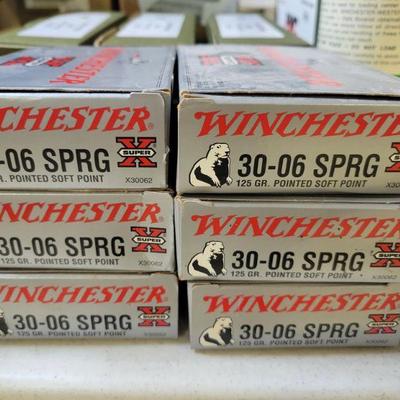 WINCHESTER
WINCHESTER
WINCHESTER
-06 SPRG SUPER X
25 GR. POINTED SOFT POINT X30062
WINCHESTER
30-06 SPRG SUPER X
125 GR. POINTED SOFT POINT
WINCHESTER
30-06 SPRG SUPER X
125 GR. POINTED SOFT POINT X30062
WINCHESTER
30-06 SPRG SUPER X
125 GR. POINTED SOFT POINT X30062
WINCHESTER
30-06 SPRG X
125 GR. POINTED SOFT POINT X30062
WINCHESTER
30-06 SPRG SUPER X
125 GR. POINTED SOFT POINT X30062